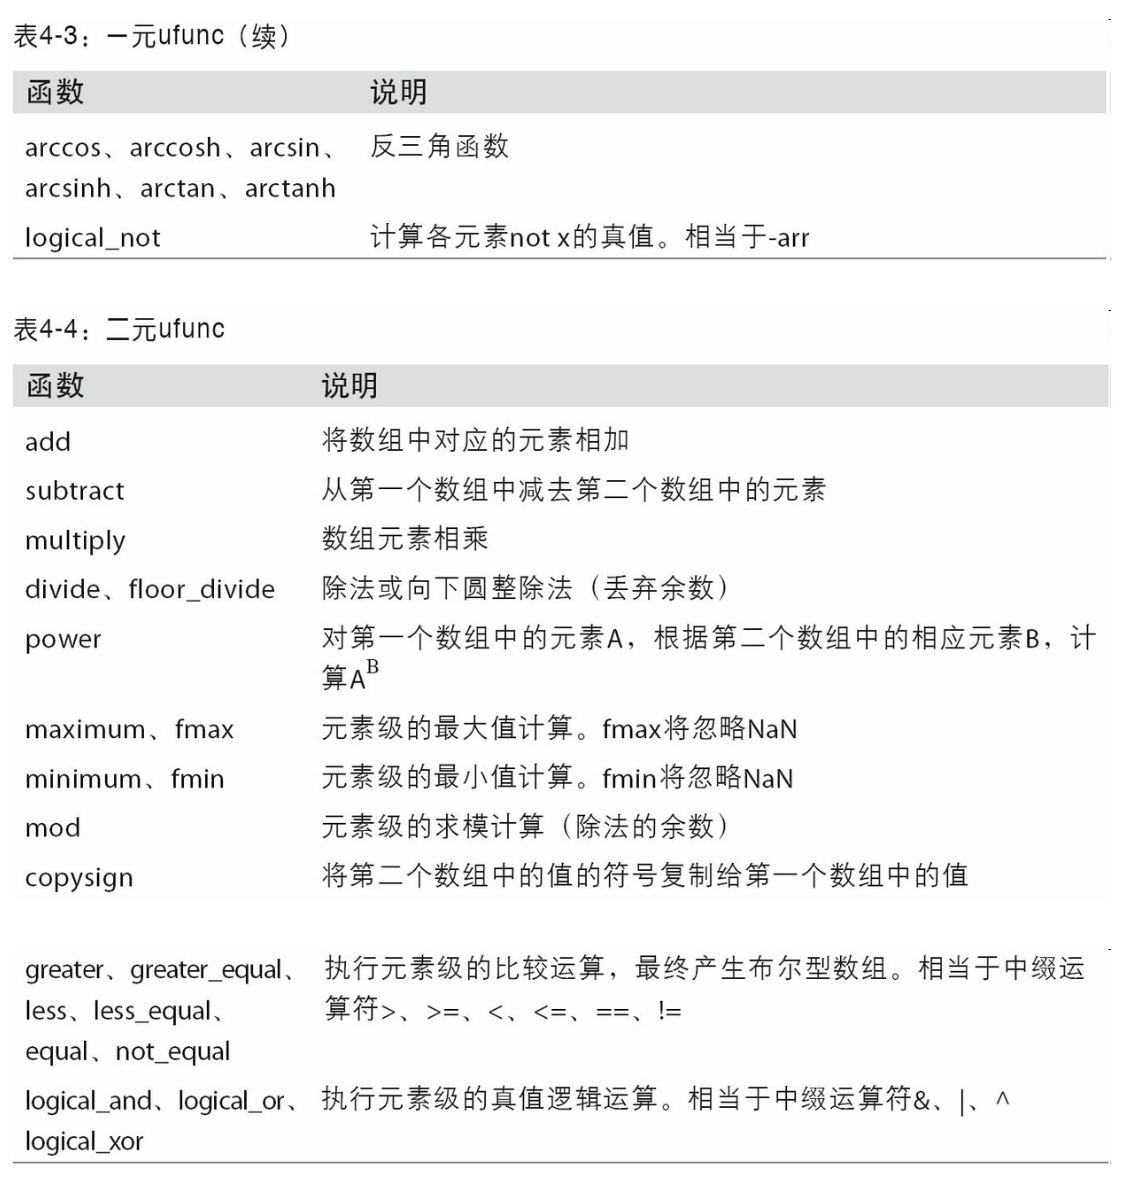 表4-3：一元ufunc（续）
函数 说明
arccos、arccosh、arcsin、 反三角函数
arcsinh、arctan、arctanh
logical_not 计算各元素not x的真值。相当于-arr
表4-4：二元ufunc
函数 说明
add 将数组中对应的元素相加
subtract 从第一个数组中减去第二个数组中的元素
multiply 数组元素相乘
divide、floor_divide 除法或向下圆整除法（丢弃余数）
power 对第一个数组中的元素A，根据第二个数组中的相应元素B，计
算A^B
maximum、fmax 元素级的最大值计算。fmax将忽略NaN
minimum、fmin 元素级的最小值计算。fmin将忽略NaN
mod 元素级的求模计算（除法的余数）
copysign 将第二个数组中的值的符号复制给第一个数组中的值
greater、greater_equal、 执行元素级的比较运算，最终产生布尔型数组。相当于中缀运
less、less_equal、 算符>、>=、<、<=、==、!=
equal、not_equal
logical_and、logical_or、 执行元素级的真值逻辑运算。相当于中缀运算符&、|、^
logical_xor